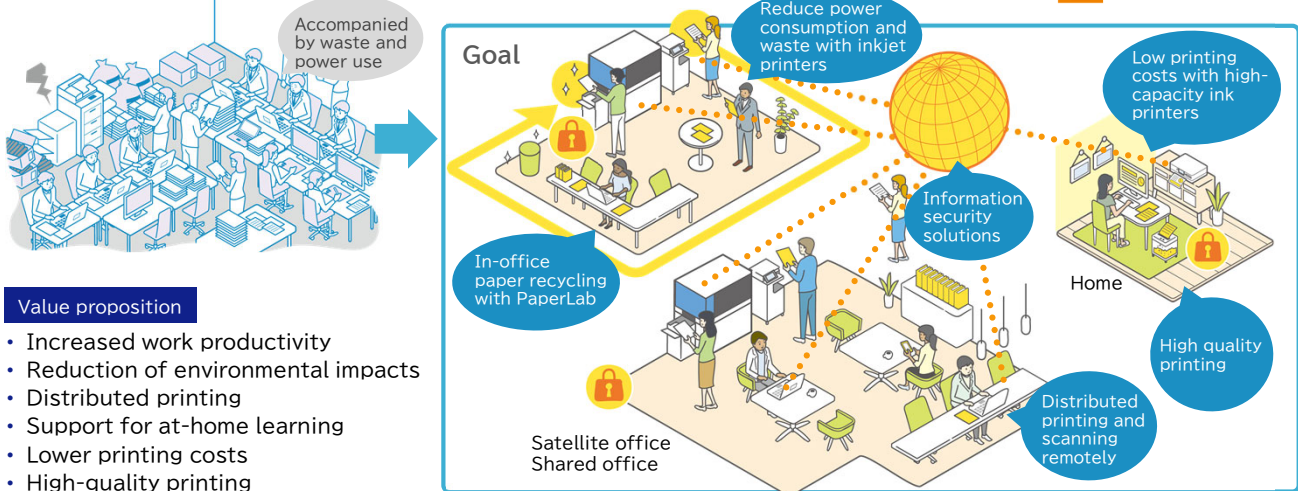 Accompanied
by waste and
power use
Goal
Reduce power
consumption and
waste with inkjet
printers
Low printing
costs with high-
capacity ink
printers
Information
security
solutions
In-office
paper recycling
with PaperLab
Home
High quality
printing
Distributed
printing and
scanning
remotely
Satellite office
Shared office
Value proposition
• Increased work productivity
• Reduction of environmental impacts
• Distributed printing
• Support for at-home learning
• Lower printing costs
• High-quality printing